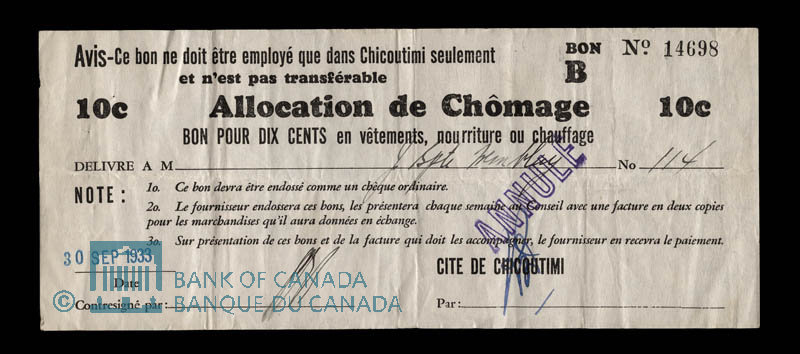 Avis-Ce bon ne doit être employé que dans Chicoutimi seulement
et n'est pas transférable
BON B
Nº 14698
10c Allocation de Chômage 10c
BON POUR DIX CENTS en vêtements, nourriture ou chauffage
DELIVRE A M J Bpte Tremblay No 114
NOTE : 1o. Ce bon devra être endossé comme un chèque ordinaire.
2o. Le fournisseur endossera ces bons, les présentera chaque semaine au Conseil avec une facture en deux copies
pour les marchandises qu'il aura données en échange.
3o. Sur présentation de ces bons et de la facture qui doit les accompagner, le fournisseur en recevra le paiement.
ANNULÉ
30 SEP 1933
Date
CITE DE CHICOUTIMI
Contresigné par :
Par :
© BANK OF CANADA
BANQUE DU CANADA